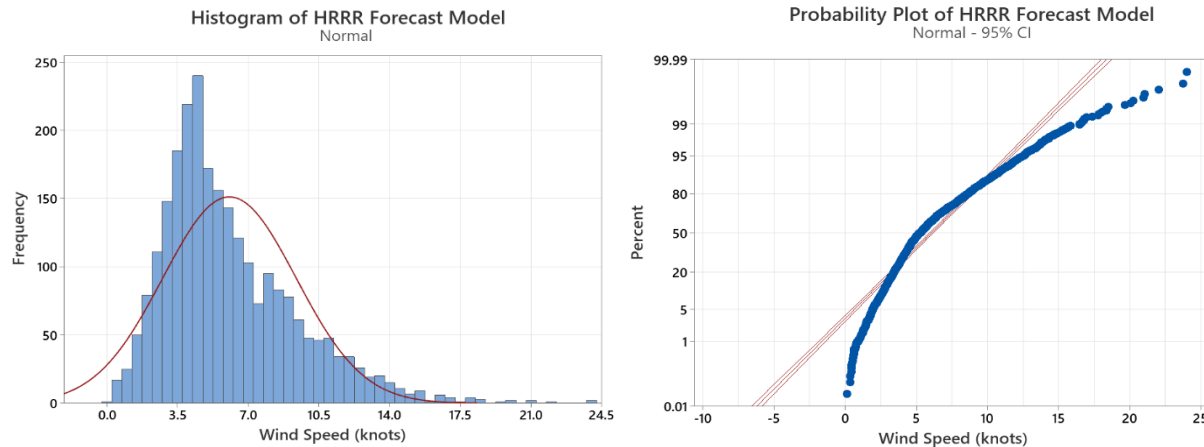 Histogram of HRRR Forecast Model
Normal
250
200
150
100
50
0
Frequency
0.0 3.5 7.0 10.5 14.0 17.5 21.0 24.5
Wind Speed (knots)
Probability Plot of HRRR Forecast Model
Normal - 95% CI
99.99
99
95
80
50
20
5
1
0.01
Percent
-10 -5 0 5 10 15 20 25
Wind Speed (knots)